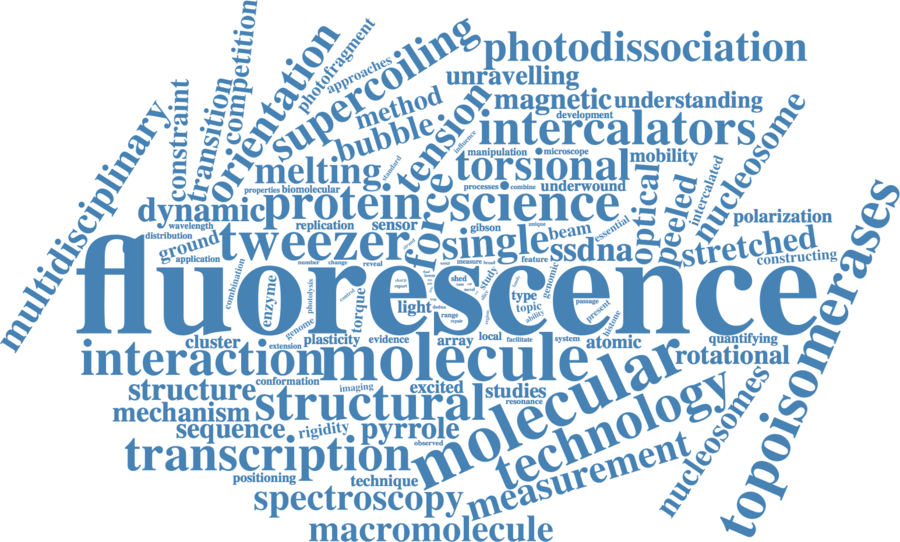 competition
photofragment
approaches
supercoiling
photodissociation
orientation
transition
constraint
multidisciplinary
unravelling
method
magnetic
understanding
development
bubble
tension
influence
intercalators
nucleosome
melting
standard
manipulation
microscope
torsional
mobility
intercalated
properties
biomolecular
processes
combine
underwound
optical
peeled
dynamic
protein
force
science
polarization
wavelength
replication
sensor
gibson
unique
beam
essential
distribution
ground
tweezer
single
ssdna
stretched
application
number
change
reveal
measure
feature
constructing
fluorescence
combination
enzyme
photolysis
control
torque
study
shed
report
genomic
light
type
topic
ability
passage
present
histone
genome
range
repair
cluster
extension
plasticity
evidence
array
local
facilitate
system
atomic
quantifying
topoisomerases
interaction
molecule
rotational
structure
conformation
imaging
excited
studies
resonance
molecular
mechanism
structural
technology
nucleosomes
sequence
rigidity
pyrrole
observed
transcription
positioning
technique
measurement
spectroscopy
macromolecule